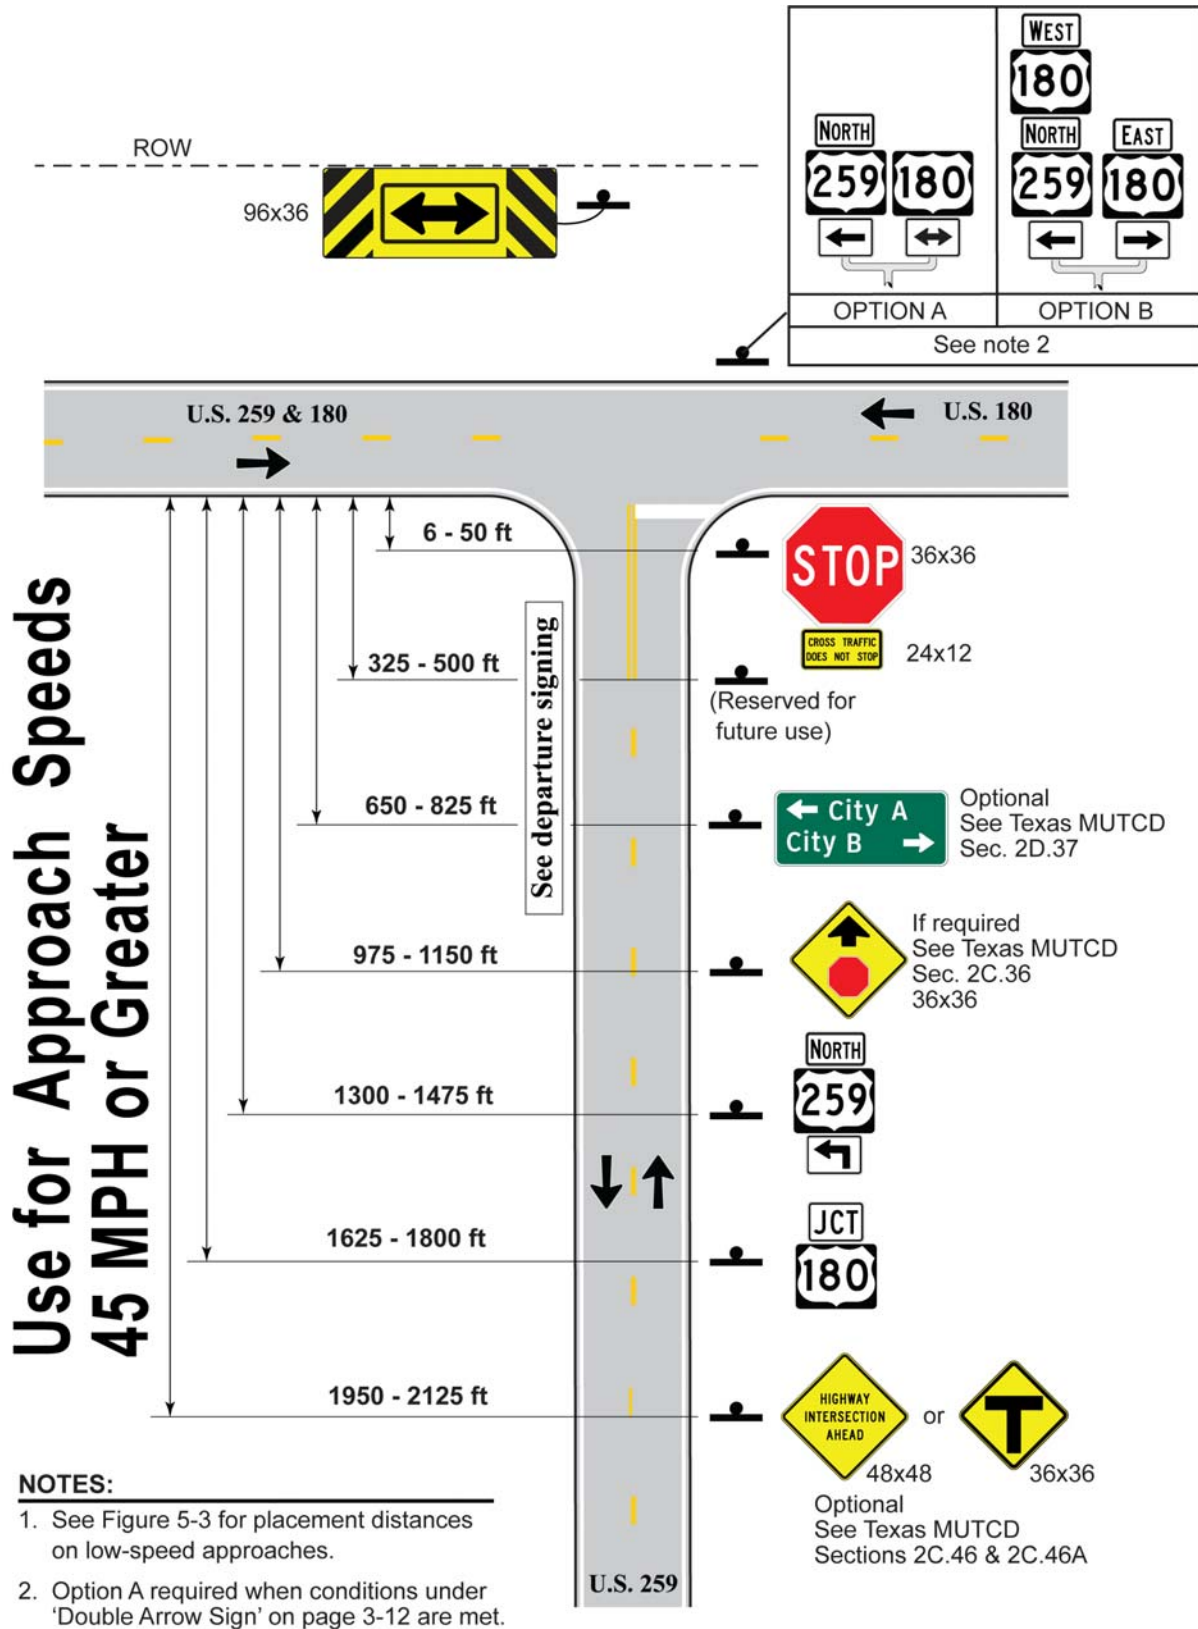 WEST
180
NORTH
259
180
NORTH
259
EAST
180
OPTION A
OPTION B
See note 2
ROW
96x36
U.S. 259 & 180
U.S. 180
6 - 50 ft
STOP
36x36
CROSS TRAFFIC
DOES NOT STOP
24x12
325 - 500 ft
(Reserved for
future use)
See departure signing
650 - 825 ft
City A
City B
Optional
See Texas MUTCD
Sec. 2D.37
975 - 1150 ft
If required
See Texas MUTCD
Sec. 2C.36
36x36
1300 - 1475 ft
NORTH
259
1625 - 1800 ft
JCT
180
1950 - 2125 ft
HIGHWAY
INTERSECTION
AHEAD
48x48
or
36x36
Optional
See Texas MUTCD
Sections 2C.46 & 2C.46A
U.S. 259
Use for Approach Speeds
45 MPH or Greater
NOTES:
1. See Figure 5-3 for placement distances
on low-speed approaches.
2. Option A required when conditions under
'Double Arrow Sign' on page 3-12 are met.